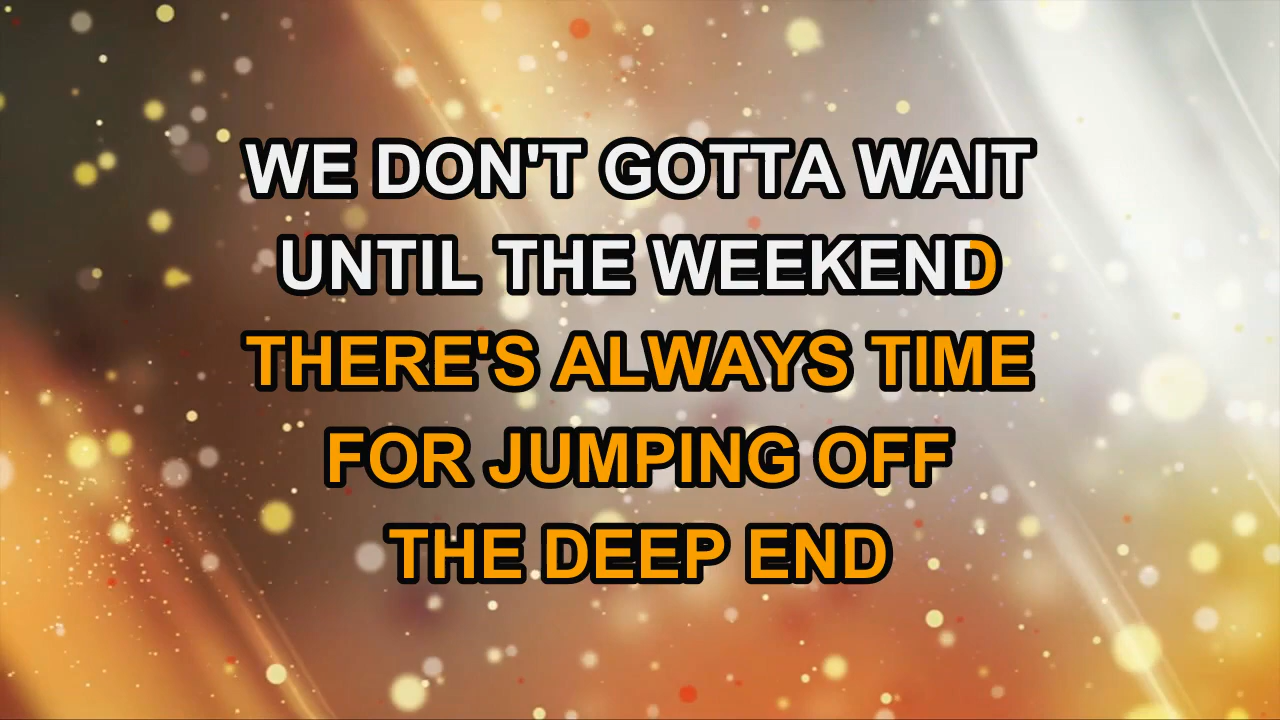 WE DON'T GOTTA WAIT
UNTIL THE WEEKEND
THERE'S ALWAYS TIME
FOR JUMPING OFF
THE DEEP END